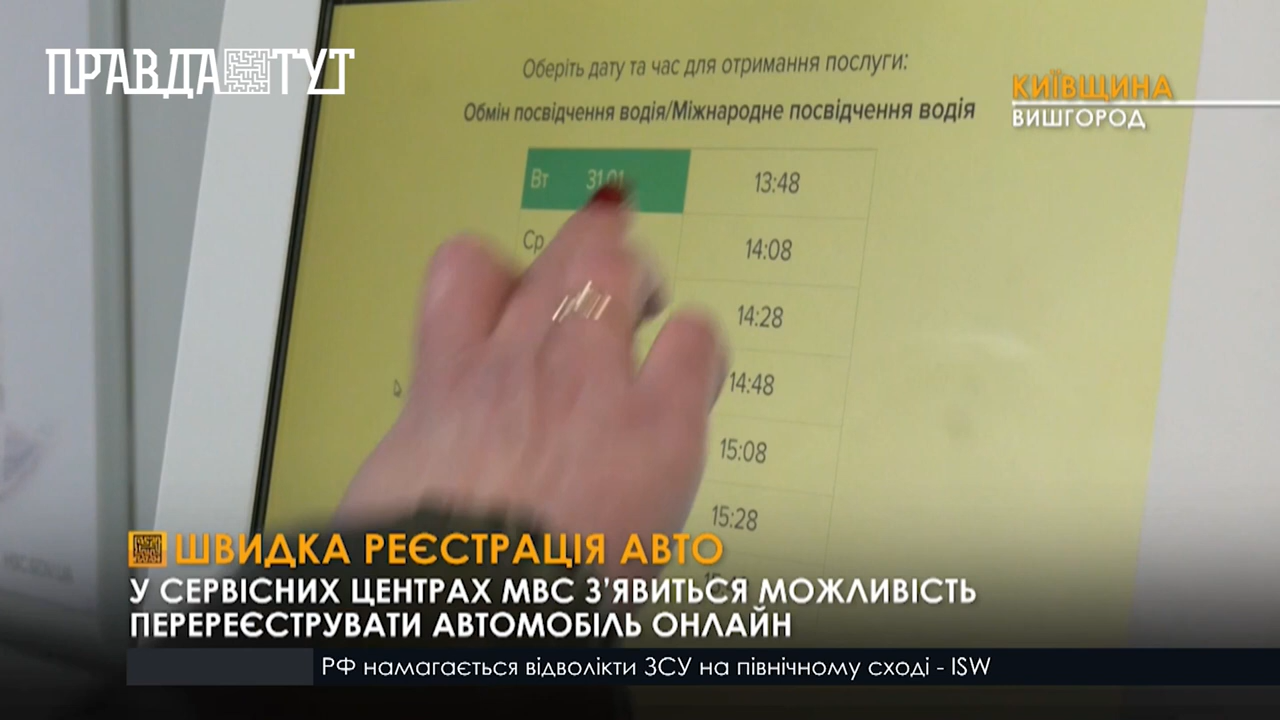 ПРАВДА ТУТ
КИЇВЩИНА
ВИШГОРОД
Оберіть дату та час для отримання послуги:
Обмін посвідчення водія/Міжнародне посвідчення водія
Вт 31.01 13:48
Ср 14:08
14:28
14:48
15:08
15:28
ШВИДКА РЕЄСТРАЦІЯ АВТО
У СЕРВІСНИХ ЦЕНТРАХ МВС З’ЯВИТЬСЯ МОЖЛИВІСТЬ
ПЕРЕРЕЄСТРУВАТИ АВТОМОБІЛЬ ОНЛАЙН
РФ намагається відволікти ЗСУ на північному сході - ISW